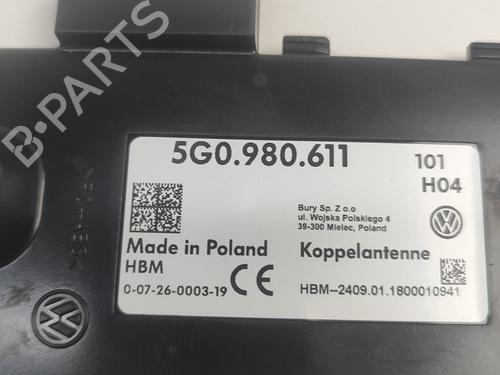 B-PARTS
5G0.980.611
101
H04
Bury Sp. Z o.o
ul. Wojska Polskiego 4
39-300 Mielec, Poland
Made in Poland
HBM
CE
Koppelantenne
0-07-26-0003-19
HBM--2409.01.1800010941